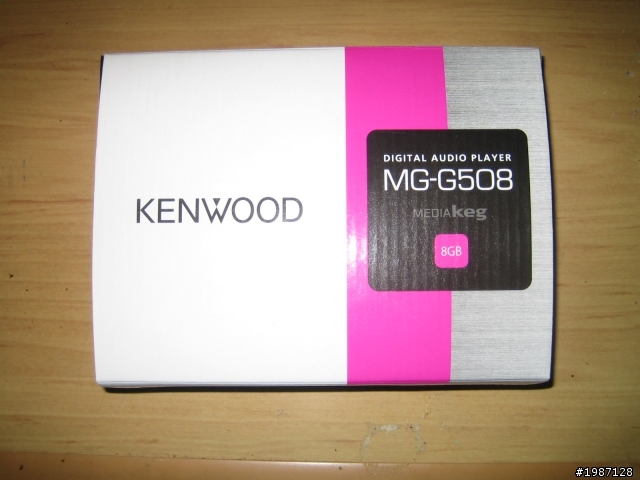 KENWOOD
DIGITAL AUDIO PLAYER
MG-G508
MEDIAkeg
8GB
#1987128